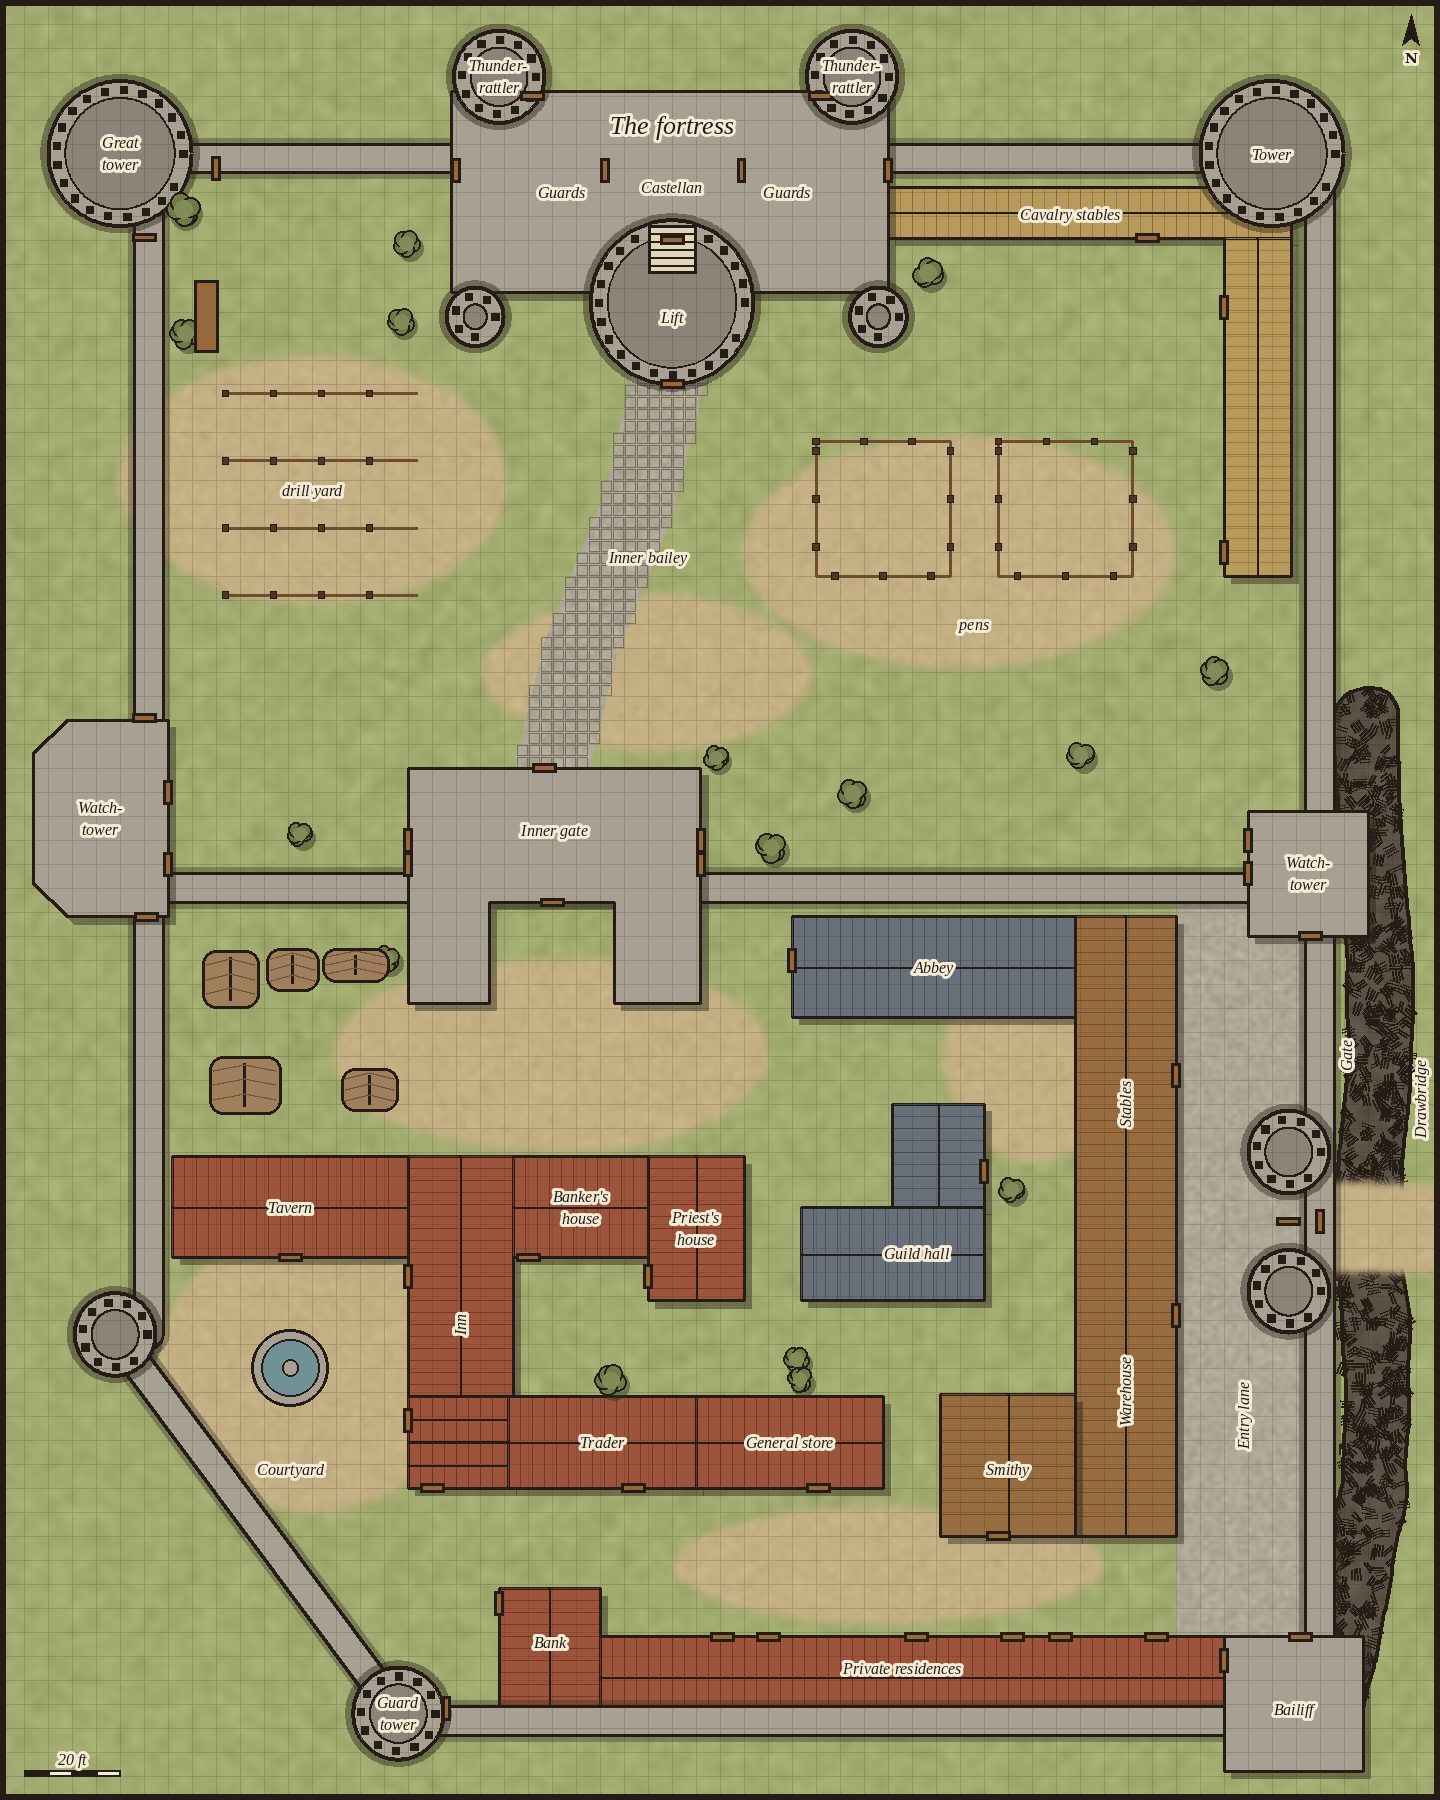 N
Thunder-
rattler
Thunder-
rattler
The fortress
Great
tower
Tower
Guards
Castellan
Guards
Cavalry stables
Lift
drill yard
Inner bailey
pens
Watch-
tower
Inner gate
Watch-
tower
Abbey
Gate
Drawbridge
Stables
Tavern
Banker's
house
Priest's
house
Guild hall
Inn
Warehouse
Entry lane
Courtyard
Trader
General store
Smithy
Bank
Private residences
Guard
tower
Bailiff
20 ft